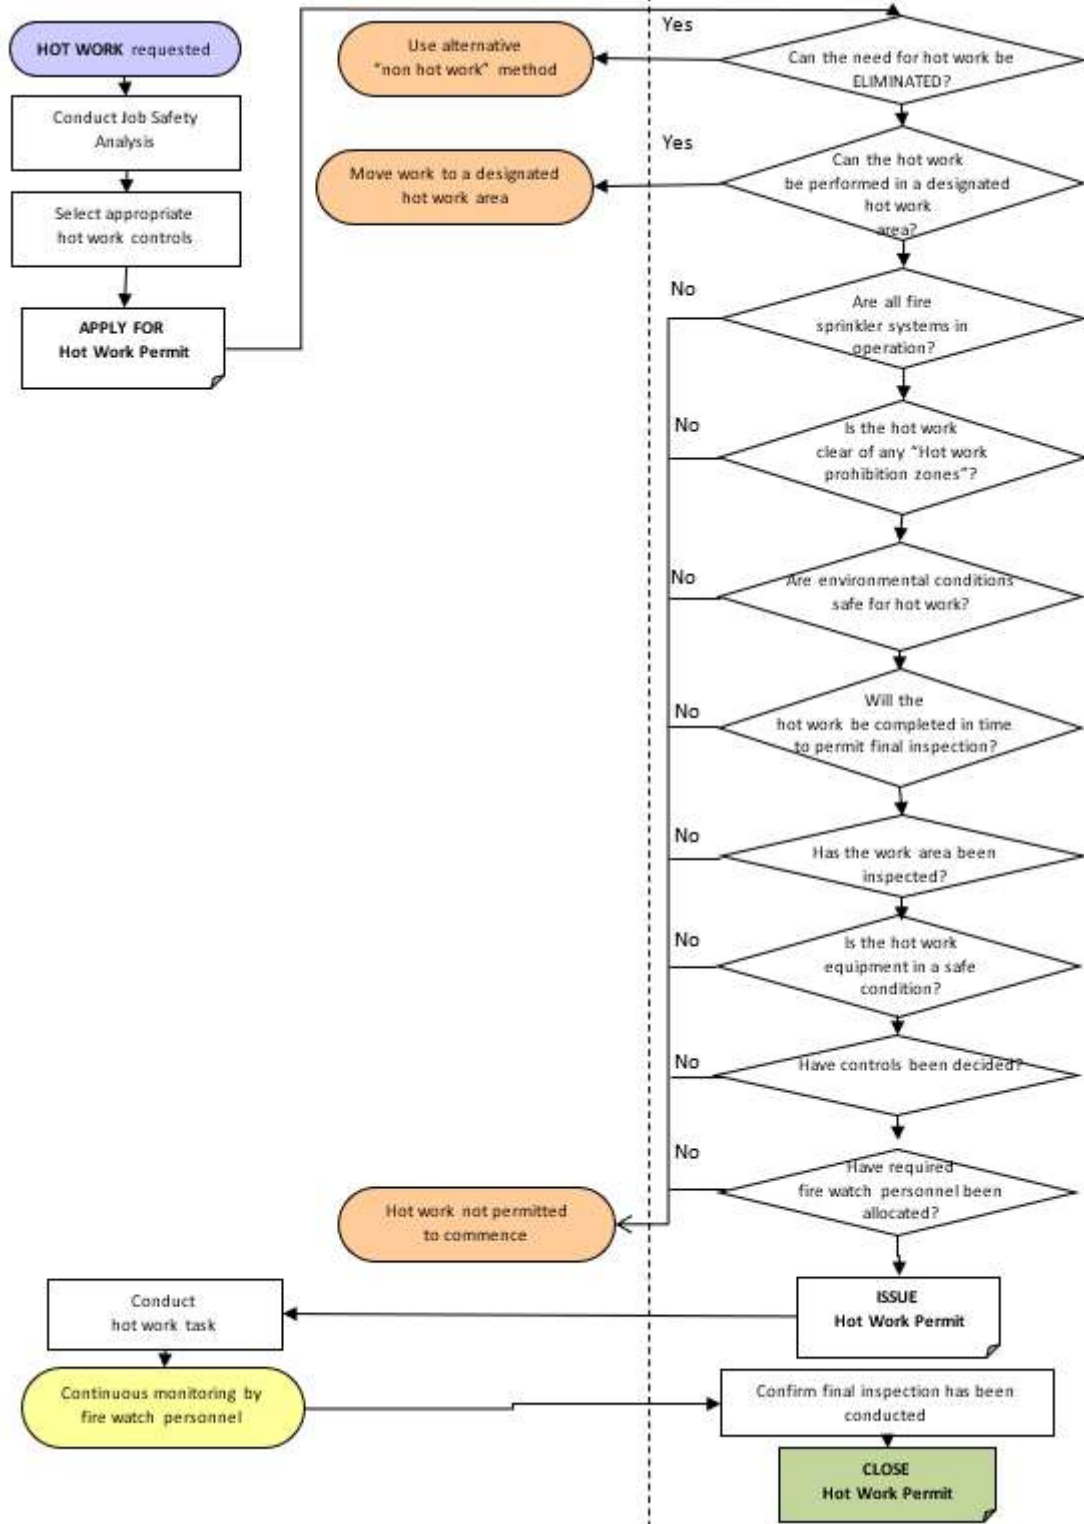 HOT WORK requested
Conduct Job Safety
Analysis
Select appropriate
hot work controls
APPLY FOR
Hot Work Permit
Use alternative
“non hot work” method
Yes
Can the need for hot work be
ELIMINATED?
Move work to a designated
hot work area
Yes
Can the hot work
be performed in a designated
hot work
area?
No
Are all fire
sprinkler systems in
operation?
No
Is the hot work
clear of any “Hot work
prohibition zones”?
No
Are environmental conditions
safe for hot work?
No
Will the
hot work be completed in time
to permit final inspection?
No
Has the work area been
inspected?
No
Is the hot work
equipment in a safe
condition?
No
Have controls been decided?
No
Have required
fire watch personnel been
allocated?
Hot work not permitted
to commence
ISSUE
Hot Work Permit
Conduct
hot work task
Continuous monitoring by
fire watch personnel
Confirm final inspection has been
conducted
CLOSE
Hot Work Permit